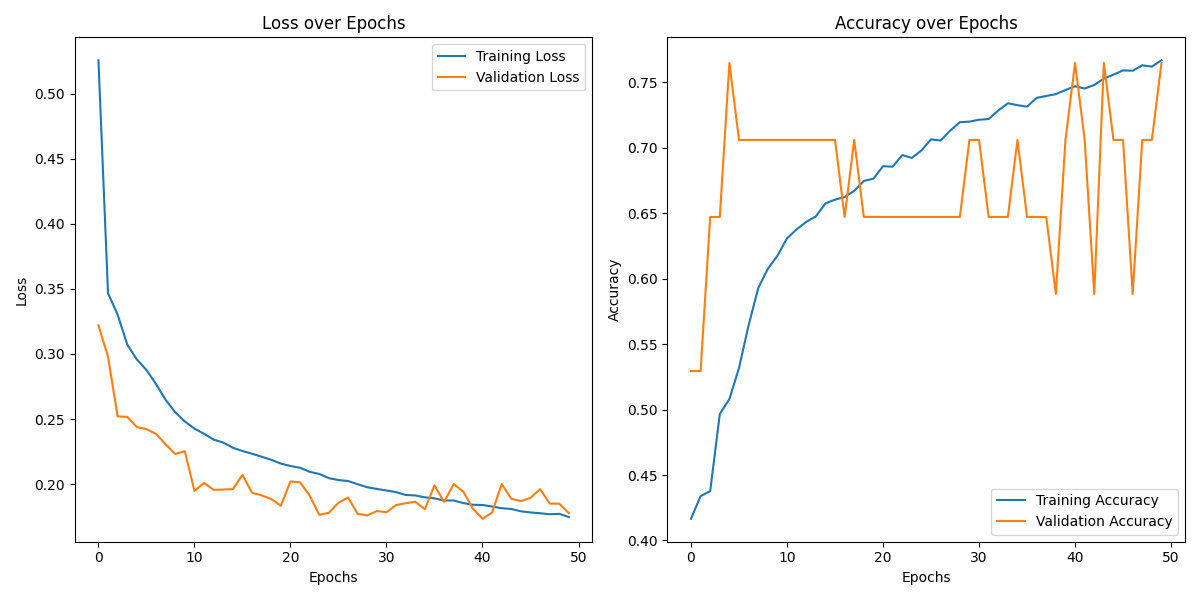 Loss over Epochs
Training Loss
Validation Loss
0.50
0.45
0.40
0.35
0.30
0.25
0.20
Loss
0
10
20
30
40
50
Epochs
Accuracy over Epochs
0.75
0.70
0.65
0.60
0.55
0.50
0.45
0.40
Accuracy
Training Accuracy
Validation Accuracy
0
10
20
30
40
50
Epochs